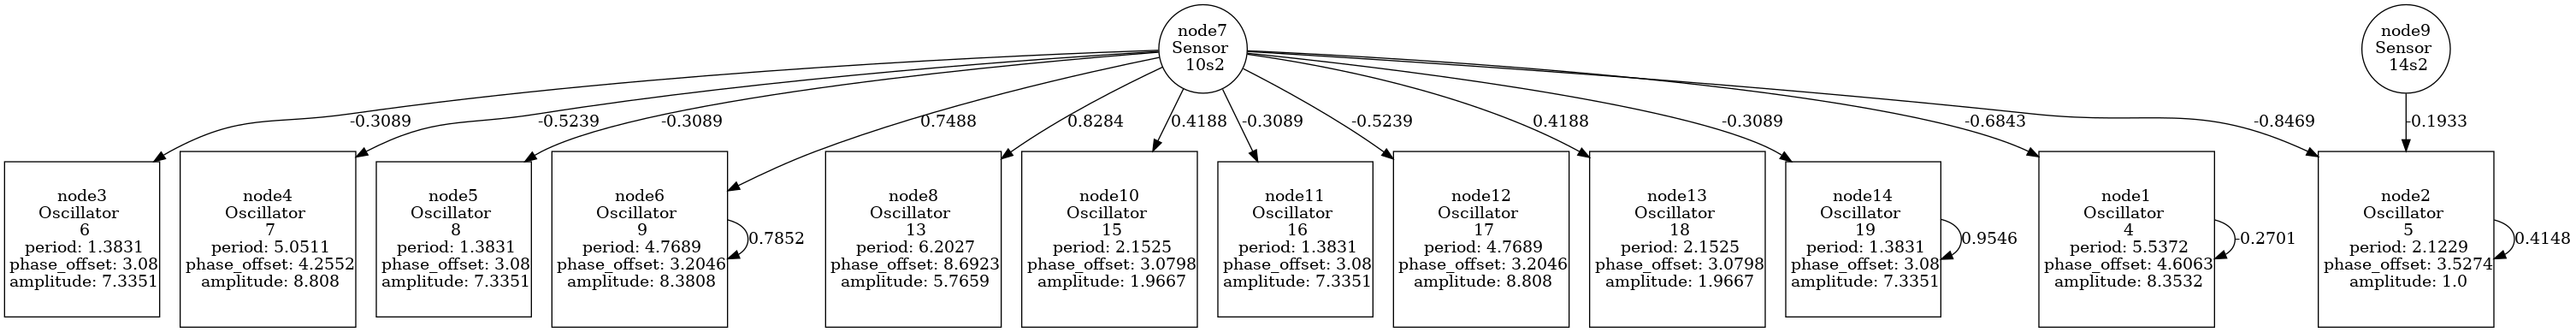 node7
Sensor
10s2
node9
Sensor
14s2
-0.3089
-0.5239
-0.3089
0.7488
0.8284
0.4188
-0.3089
-0.5239
0.4188
-0.3089
-0.6843
-0.8469
-0.1933
node3
Oscillator
6
period: 1.3831
phase_offset: 3.08
amplitude: 7.3351
node4
Oscillator
7
period: 5.0511
phase_offset: 4.2552
amplitude: 8.808
node5
Oscillator
8
period: 1.3831
phase_offset: 3.08
amplitude: 7.3351
node6
Oscillator
9
period: 4.7689
phase_offset: 3.2046
amplitude: 8.3808
0.7852
node8
Oscillator
13
period: 6.2027
phase_offset: 8.6923
amplitude: 5.7659
node10
Oscillator
15
period: 2.1525
phase_offset: 3.0798
amplitude: 1.9667
node11
Oscillator
16
period: 1.3831
phase_offset: 3.08
amplitude: 7.3351
node12
Oscillator
17
period: 4.7689
phase_offset: 3.2046
amplitude: 8.808
node13
Oscillator
18
period: 2.1525
phase_offset: 3.0798
amplitude: 1.9667
node14
Oscillator
19
period: 1.3831
phase_offset: 3.08
amplitude: 7.3351
0.9546
node1
Oscillator
4
period: 5.5372
phase_offset: 4.6063
amplitude: 8.3532
-0.2701
node2
Oscillator
5
period: 2.1229
phase_offset: 3.5274
amplitude: 1.0
0.4148